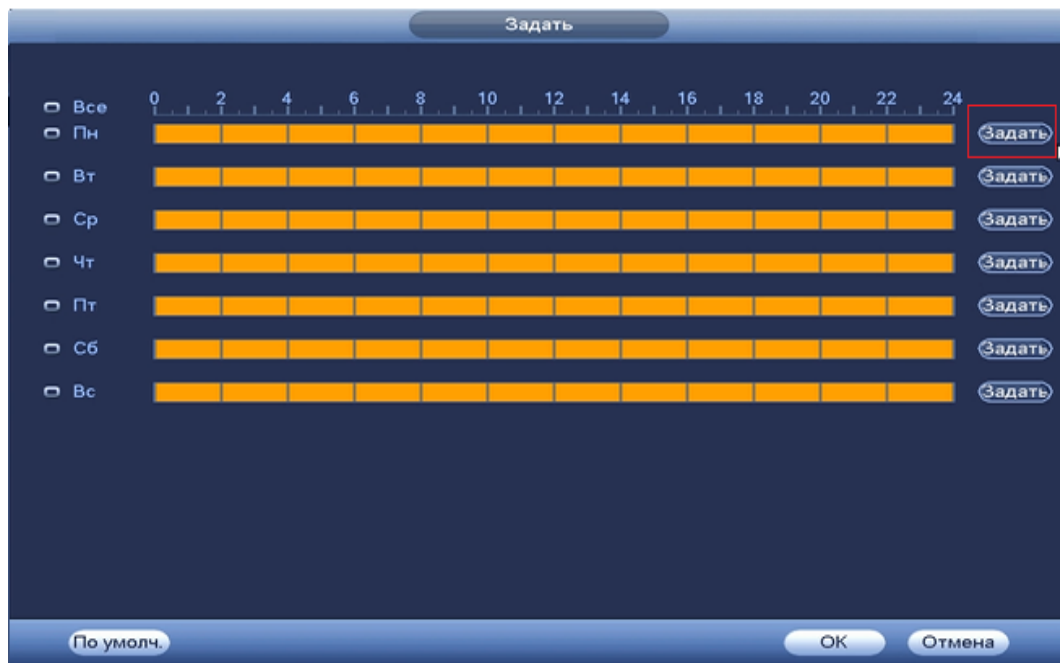 Задать
Все 0 2 4 6 8 10 12 14 16 18 20 22 24
Пн Задать
Вт Задать
Ср Задать
Чт Задать
Пт Задать
Сб Задать
Вс Задать
По умолч. OK Отмена